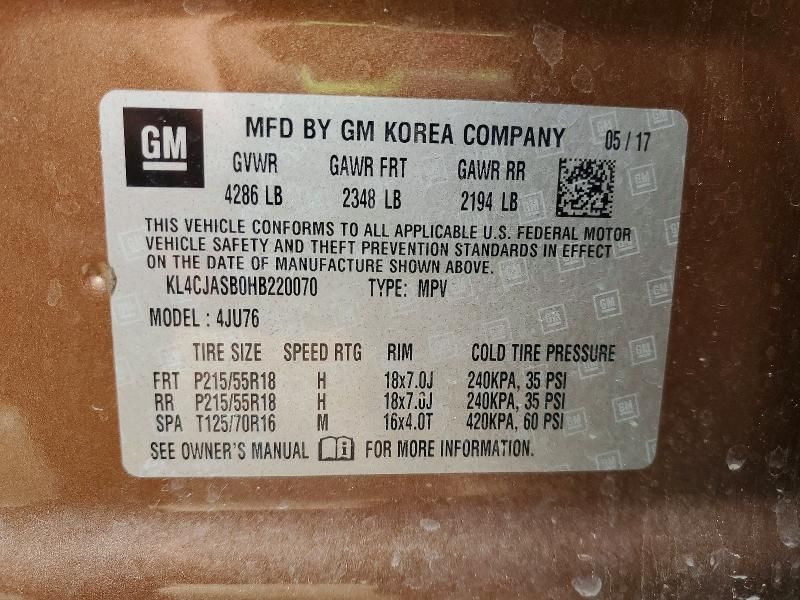 GM
MFD BY GM KOREA COMPANY 05 / 17
GVWR GAWR FRT GAWR RR
4286 LB 2348 LB 2194 LB
THIS VEHICLE CONFORMS TO ALL APPLICABLE U.S. FEDERAL MOTOR
VEHICLE SAFETY AND THEFT PREVENTION STANDARDS IN EFFECT
ON THE DATE OF MANUFACTURE SHOWN ABOVE.
KL4CJASB0HB220070 TYPE: MPV
MODEL : 4JU76
TIRE SIZE SPEED RTG RIM COLD TIRE PRESSURE
FRT P215/55R18 H 18x7.0J 240KPA, 35 PSI
RR P215/55R18 H 18x7.0J 240KPA, 35 PSI
SPA T125/70R16 M 16x4.0T 420KPA, 60 PSI
SEE OWNER'S MANUAL i FOR MORE INFORMATION.